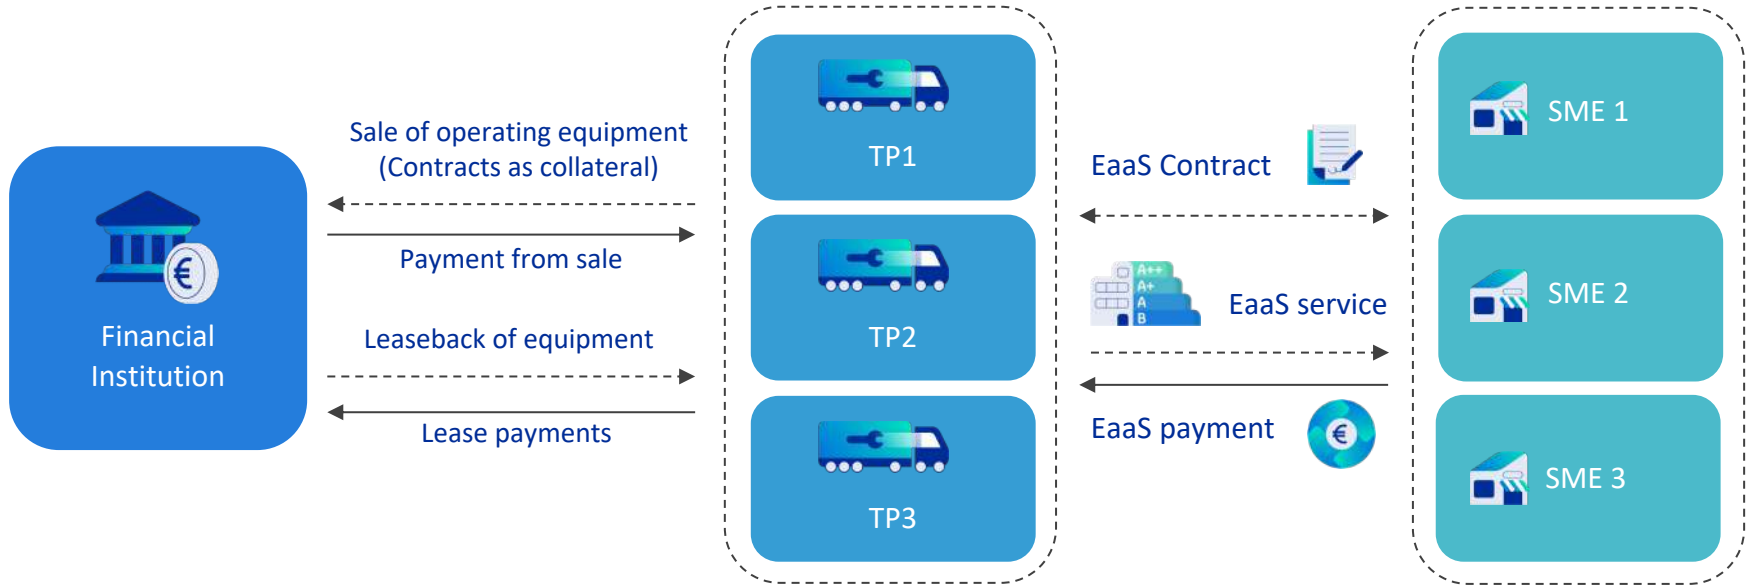 Financial
Institution
Sale of operating equipment
(Contracts as collateral)
Payment from sale
Leaseback of equipment
Lease payments
€
TP1
TP2
TP3
EaaS Contract
A++
A+
A
B
EaaS service
EaaS payment
€
SME 1
SME 2
SME 3